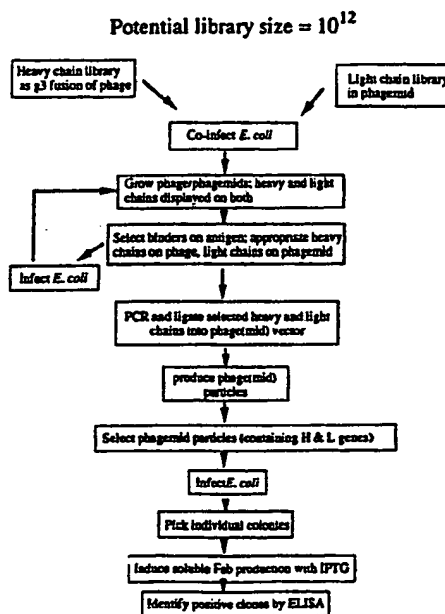 Potential library size = 10^12
Heavy chain library
as g3 fusion of phage
Light chain library
in phagemid
Co-infect E. coli
Grow phage/phagemids; heavy and light
chains displayed on both
Select binders on antigen; appropriate heavy
chains on phage, light chains on phagemid
Infect E. coli
PCR and ligate selected heavy and light
chains into phage(mid) vector
produce phage(mid)
particles
Select phagemid particles (containing H & L genes)
Infect E. coli
Pick individual colonies
Induce soluble Fab production with IPTG
Identify positive clones by ELISA